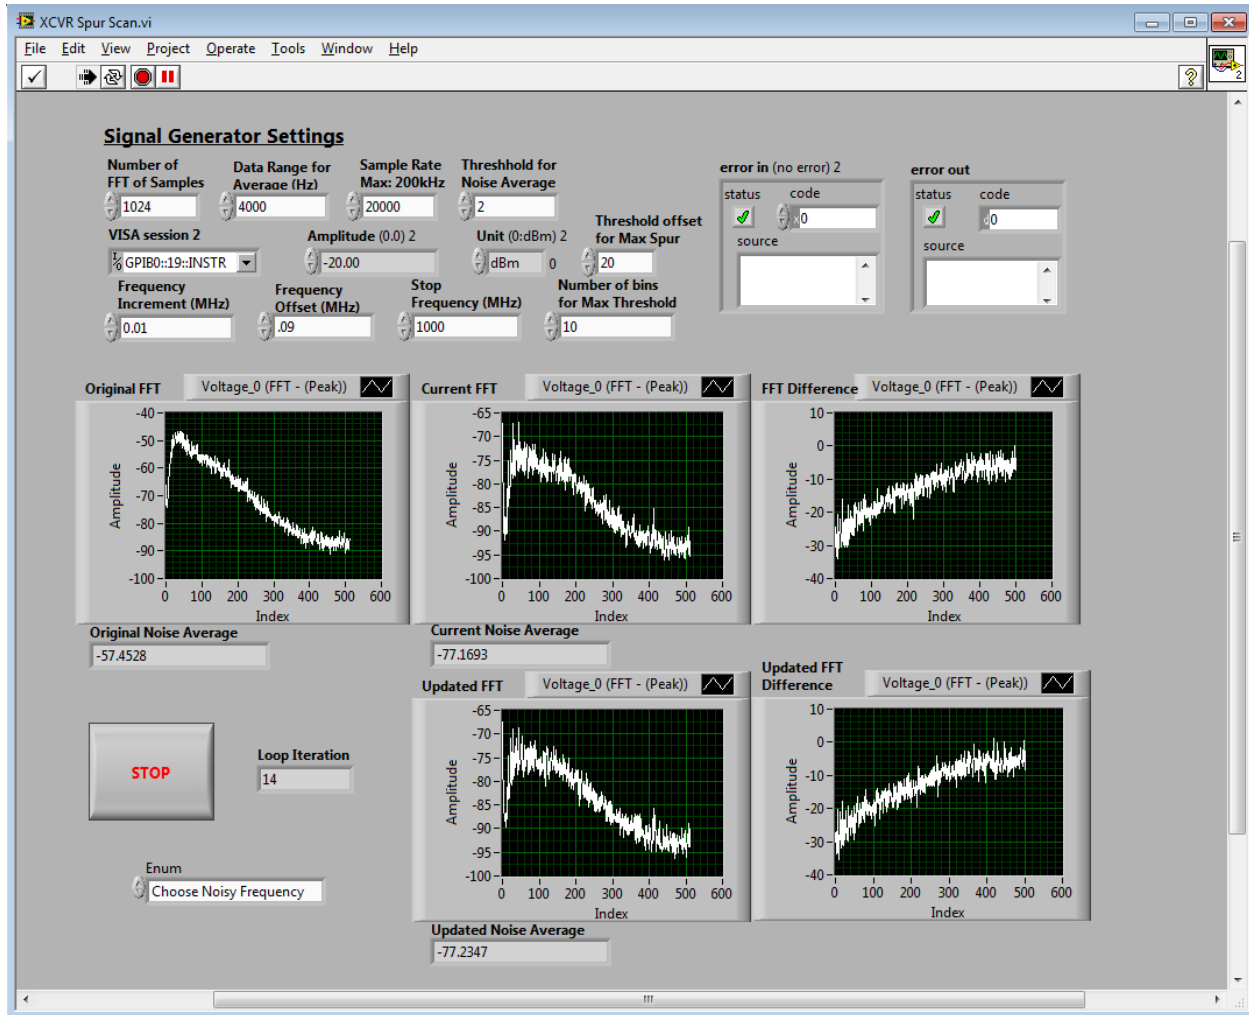 XCVR Spur Scan.vi
File Edit View Project Operate Tools Window Help
2
Signal Generator Settings
Number of FFT of Samples
1024
Data Range for Average (Hz)
4000
Sample Rate Max: 200kHz
20000
Threshhold for Noise Average
2
VISA session 2
GPIB0::19::INSTR
Amplitude (0.0) 2
-20.00
Unit (0:dBm) 2
dBm 0
Threshold offset for Max Spur
20
Frequency Increment (MHz)
0.01
Frequency Offset (MHz)
.09
Stop Frequency (MHz)
1000
Number of bins for Max Threshold
10
error in (no error) 2
status code
0
source
error out
status code
0
source
Original FFT
Voltage_0 (FFT - (Peak))
Amplitude
-40
-50
-60
-70
-80
-90
-100
0 100 200 300 400 500 600
Index
Original Noise Average
-57.4528
Current FFT
Voltage_0 (FFT - (Peak))
Amplitude
-65
-70
-75
-80
-85
-90
-95
-100
0 100 200 300 400 500 600
Index
Current Noise Average
-77.1693
FFT Difference
Voltage_0 (FFT - (Peak))
Amplitude
10
0
-10
-20
-30
-40
0 100 200 300 400 500 600
Index
STOP
Loop Iteration
14
Enum
Choose Noisy Frequency
Updated FFT
Voltage_0 (FFT - (Peak))
Amplitude
-65
-70
-75
-80
-85
-90
-95
-100
0 100 200 300 400 500 600
Index
Updated Noise Average
-77.2347
Updated FFT Difference
Voltage_0 (FFT - (Peak))
Amplitude
10
0
-10
-20
-30
-40
0 100 200 300 400 500 600
Index